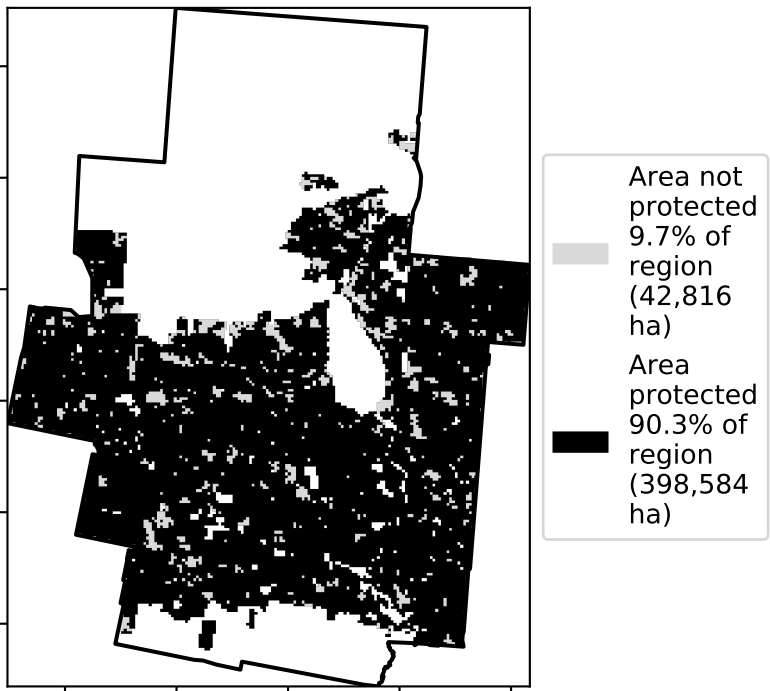 Area not
protected
9.7% of
region
(42,816
ha)
Area
protected
90.3% of
region
(398,584
ha)